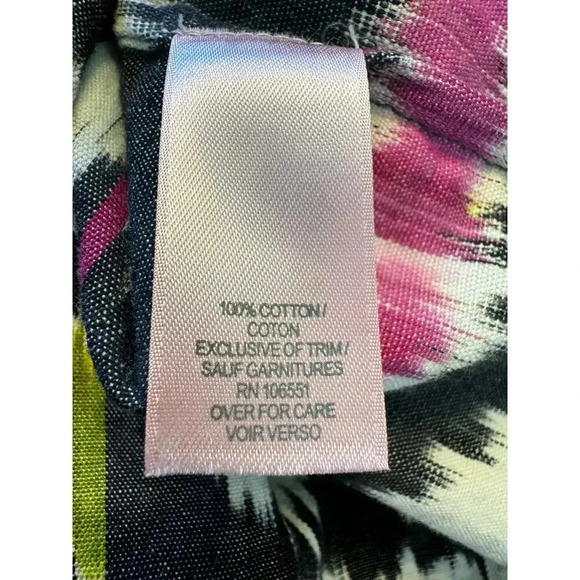 100% COTTON/
COTON
EXCLUSIVE OF TRIM/
SAUF GARNITURES
RN 106551
OVER FOR CARE
VOIR VERSO